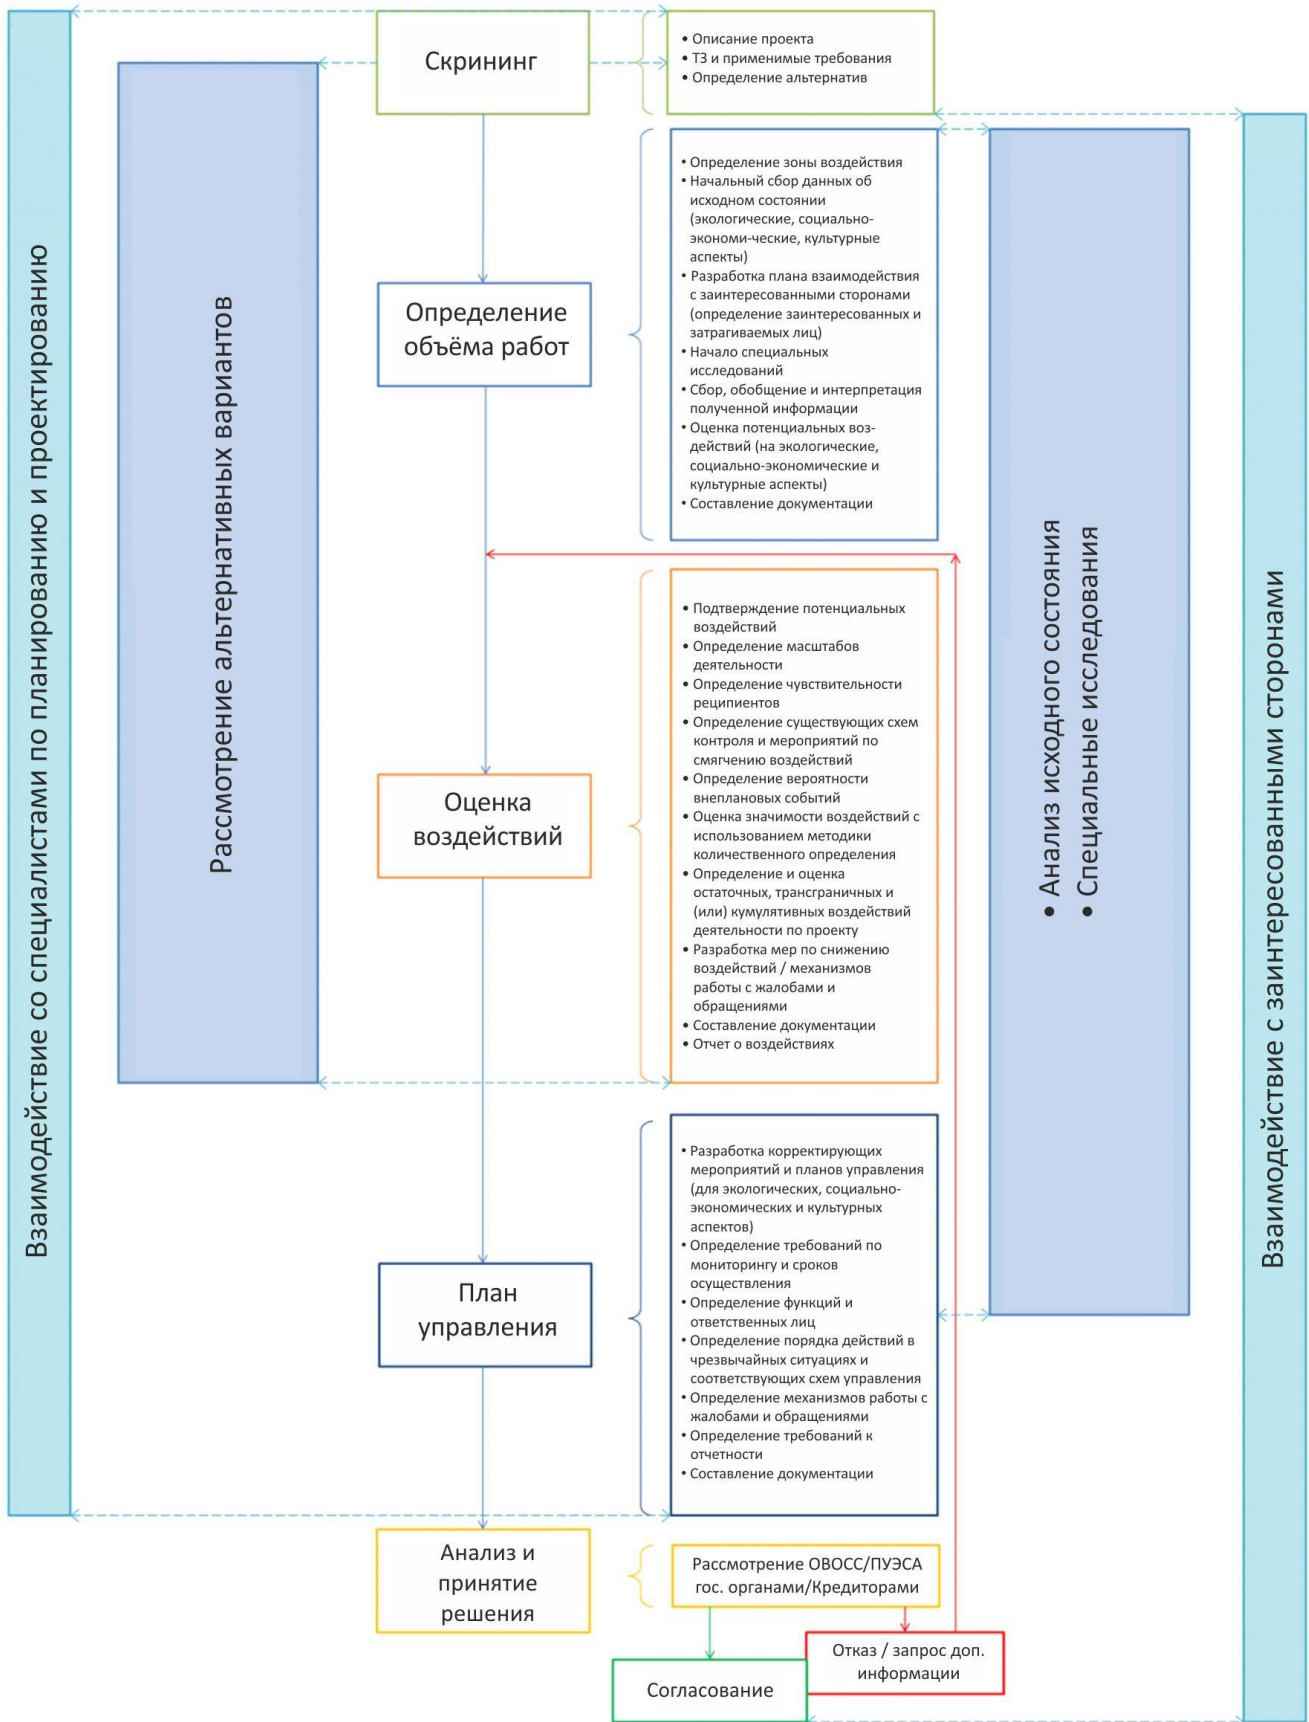 Взаимодействие со специалистами по планированию и проектированию
Рассмотрение альтернативных вариантов
Скрининг
• Описание проекта
• ТЗ и применимые требования
• Определение альтернатив
Определение
объёма работ
• Определение зоны воздействия
• Начальный сбор данных об
исходном состоянии
(экологические, социально-
экономи-ческие, культурные
аспекты)
• Разработка плана взаимодействия
с заинтересованными сторонами
(определение заинтересованных и
затрагиваемых лиц)
• Начало специальных
исследований
• Сбор, обобщение и интерпретация
полученной информации
• Оценка потенциальных воз-
действий (на экологические,
социально-экономические и
культурные аспекты)
• Составление документации
Оценка
воздействий
• Подтверждение потенциальных
воздействий
• Определение масштабов
деятельности
• Определение чувствительности
реципиентов
• Определение существующих схем
контроля и мероприятий по
смягчению воздействий
• Определение вероятности
внеплановых событий
• Оценка значимости воздействий с
использованием методики
количественного определения
• Определение и оценка
остаточных, трансграничных и
(или) кумулятивных воздействий
деятельности по проекту
• Разработка мер по снижению
воздействий / механизмов
работы с жалобами и
обращениями
• Составление документации
• Отчет о воздействиях
План
управления
• Разработка корректирующих
мероприятий и планов управления
(для экологических, социально-
экономических и культурных
аспектов)
• Определение требований по
мониторингу и сроков
осуществления
• Определение функций и
ответственных лиц
• Определение порядка действий в
чрезвычайных ситуациях и
соответствующих схем управления
• Определение механизмов работы с
жалобами и обращениями
• Определение требований к
отчетности
• Составление документации
Анализ и
принятие
решения
Рассмотрение ОВОСС/ПУЭСА
гос. органами/Кредиторами
Отказ / запрос доп.
информации
Согласование
• Анализ исходного состояния
• Специальные исследования
Взаимодействие с заинтересованными сторонами